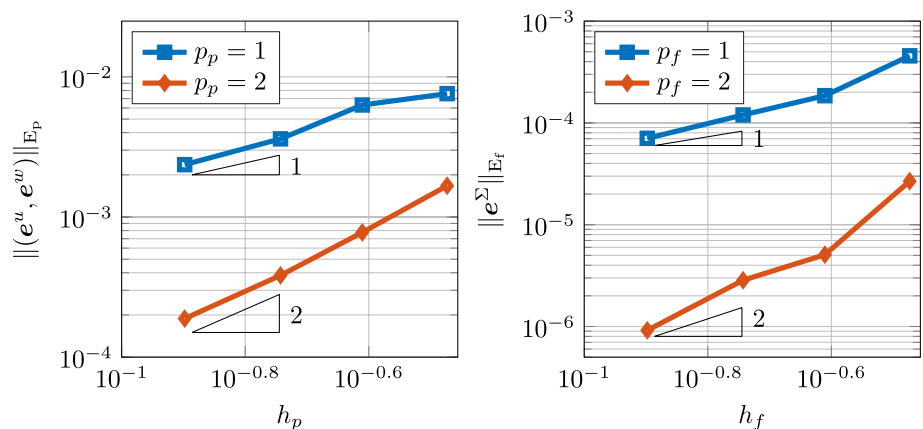 p_p = 1
p_p = 2
10^{-2}
10^{-3}
10^{-4}
‖(e^u, e^w)‖_{E_p}
1
2
10^{-1}
10^{-0.8}
10^{-0.6}
h_p
p_f = 1
p_f = 2
10^{-3}
10^{-4}
10^{-5}
10^{-6}
‖e^Σ‖_{E_f}
1
2
10^{-1}
10^{-0.8}
10^{-0.6}
h_f